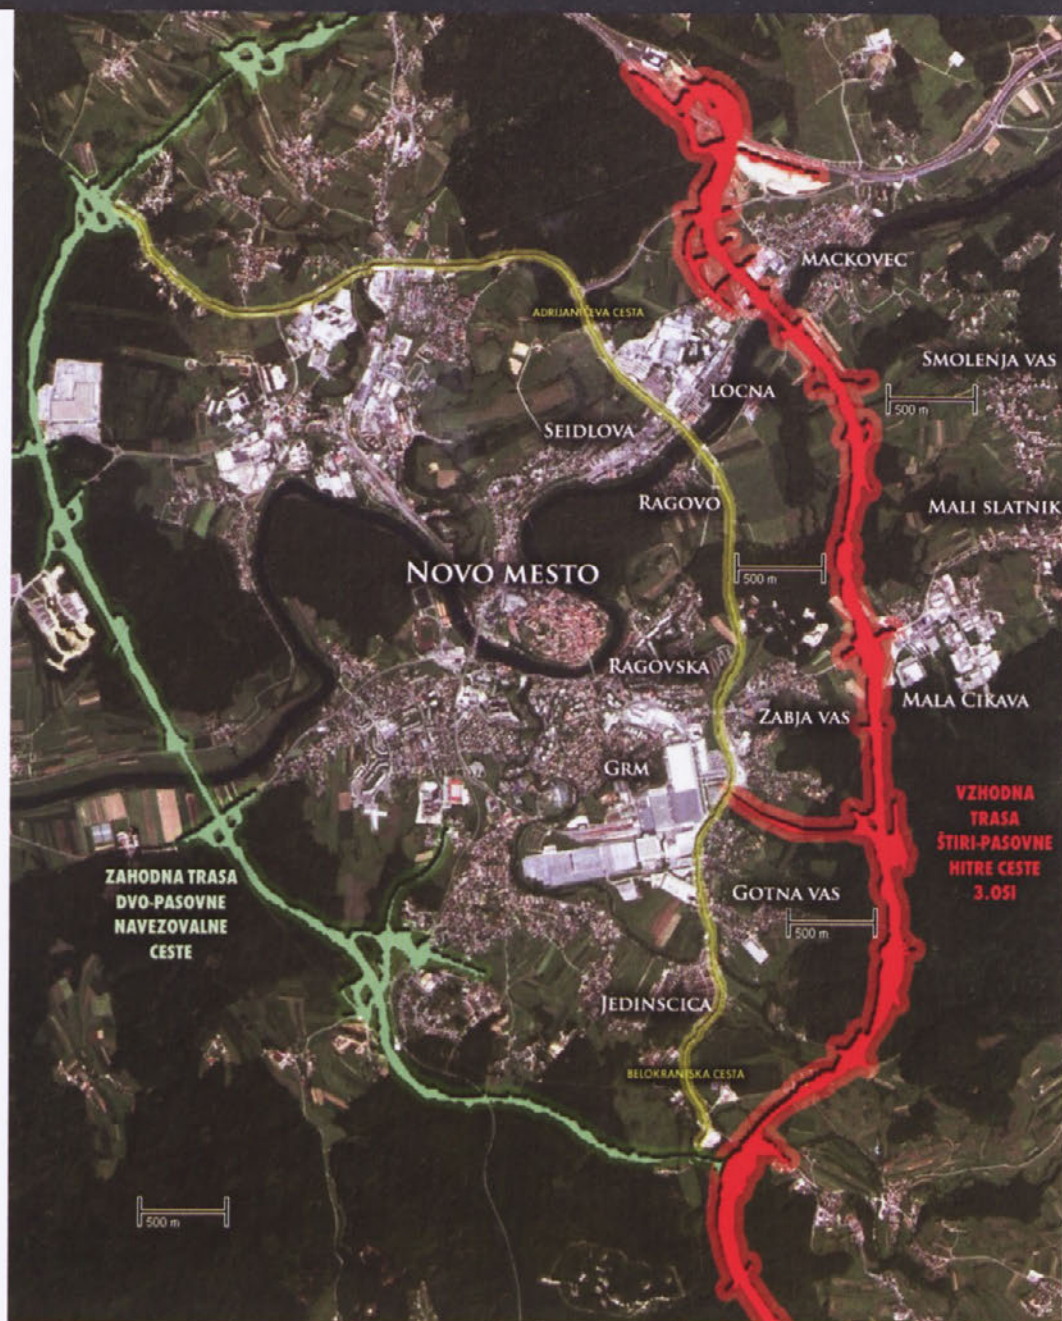 MACKOVEC
ADRIJANIČEVA CESTA
SMOLENJA VAS
LOCNA
500 m
SEIDLOVA
RAGOVO
MALI SLATNIK
NOVO MESTO
500 m
RAGOVSKA
MALA CIKAVA
ZABJA VAS
GRM
VZHODNA
TRASA
ŠTIRI-PASOVNE
HITRE CESTE
3.OSI
ZAHODNA TRASA
DVO-PASOVNE
NAVEZOVALNE
CESTE
GOTNA VAS
500 m
JEDINSCICA
BELOKRANJSKA CESTA
500 m